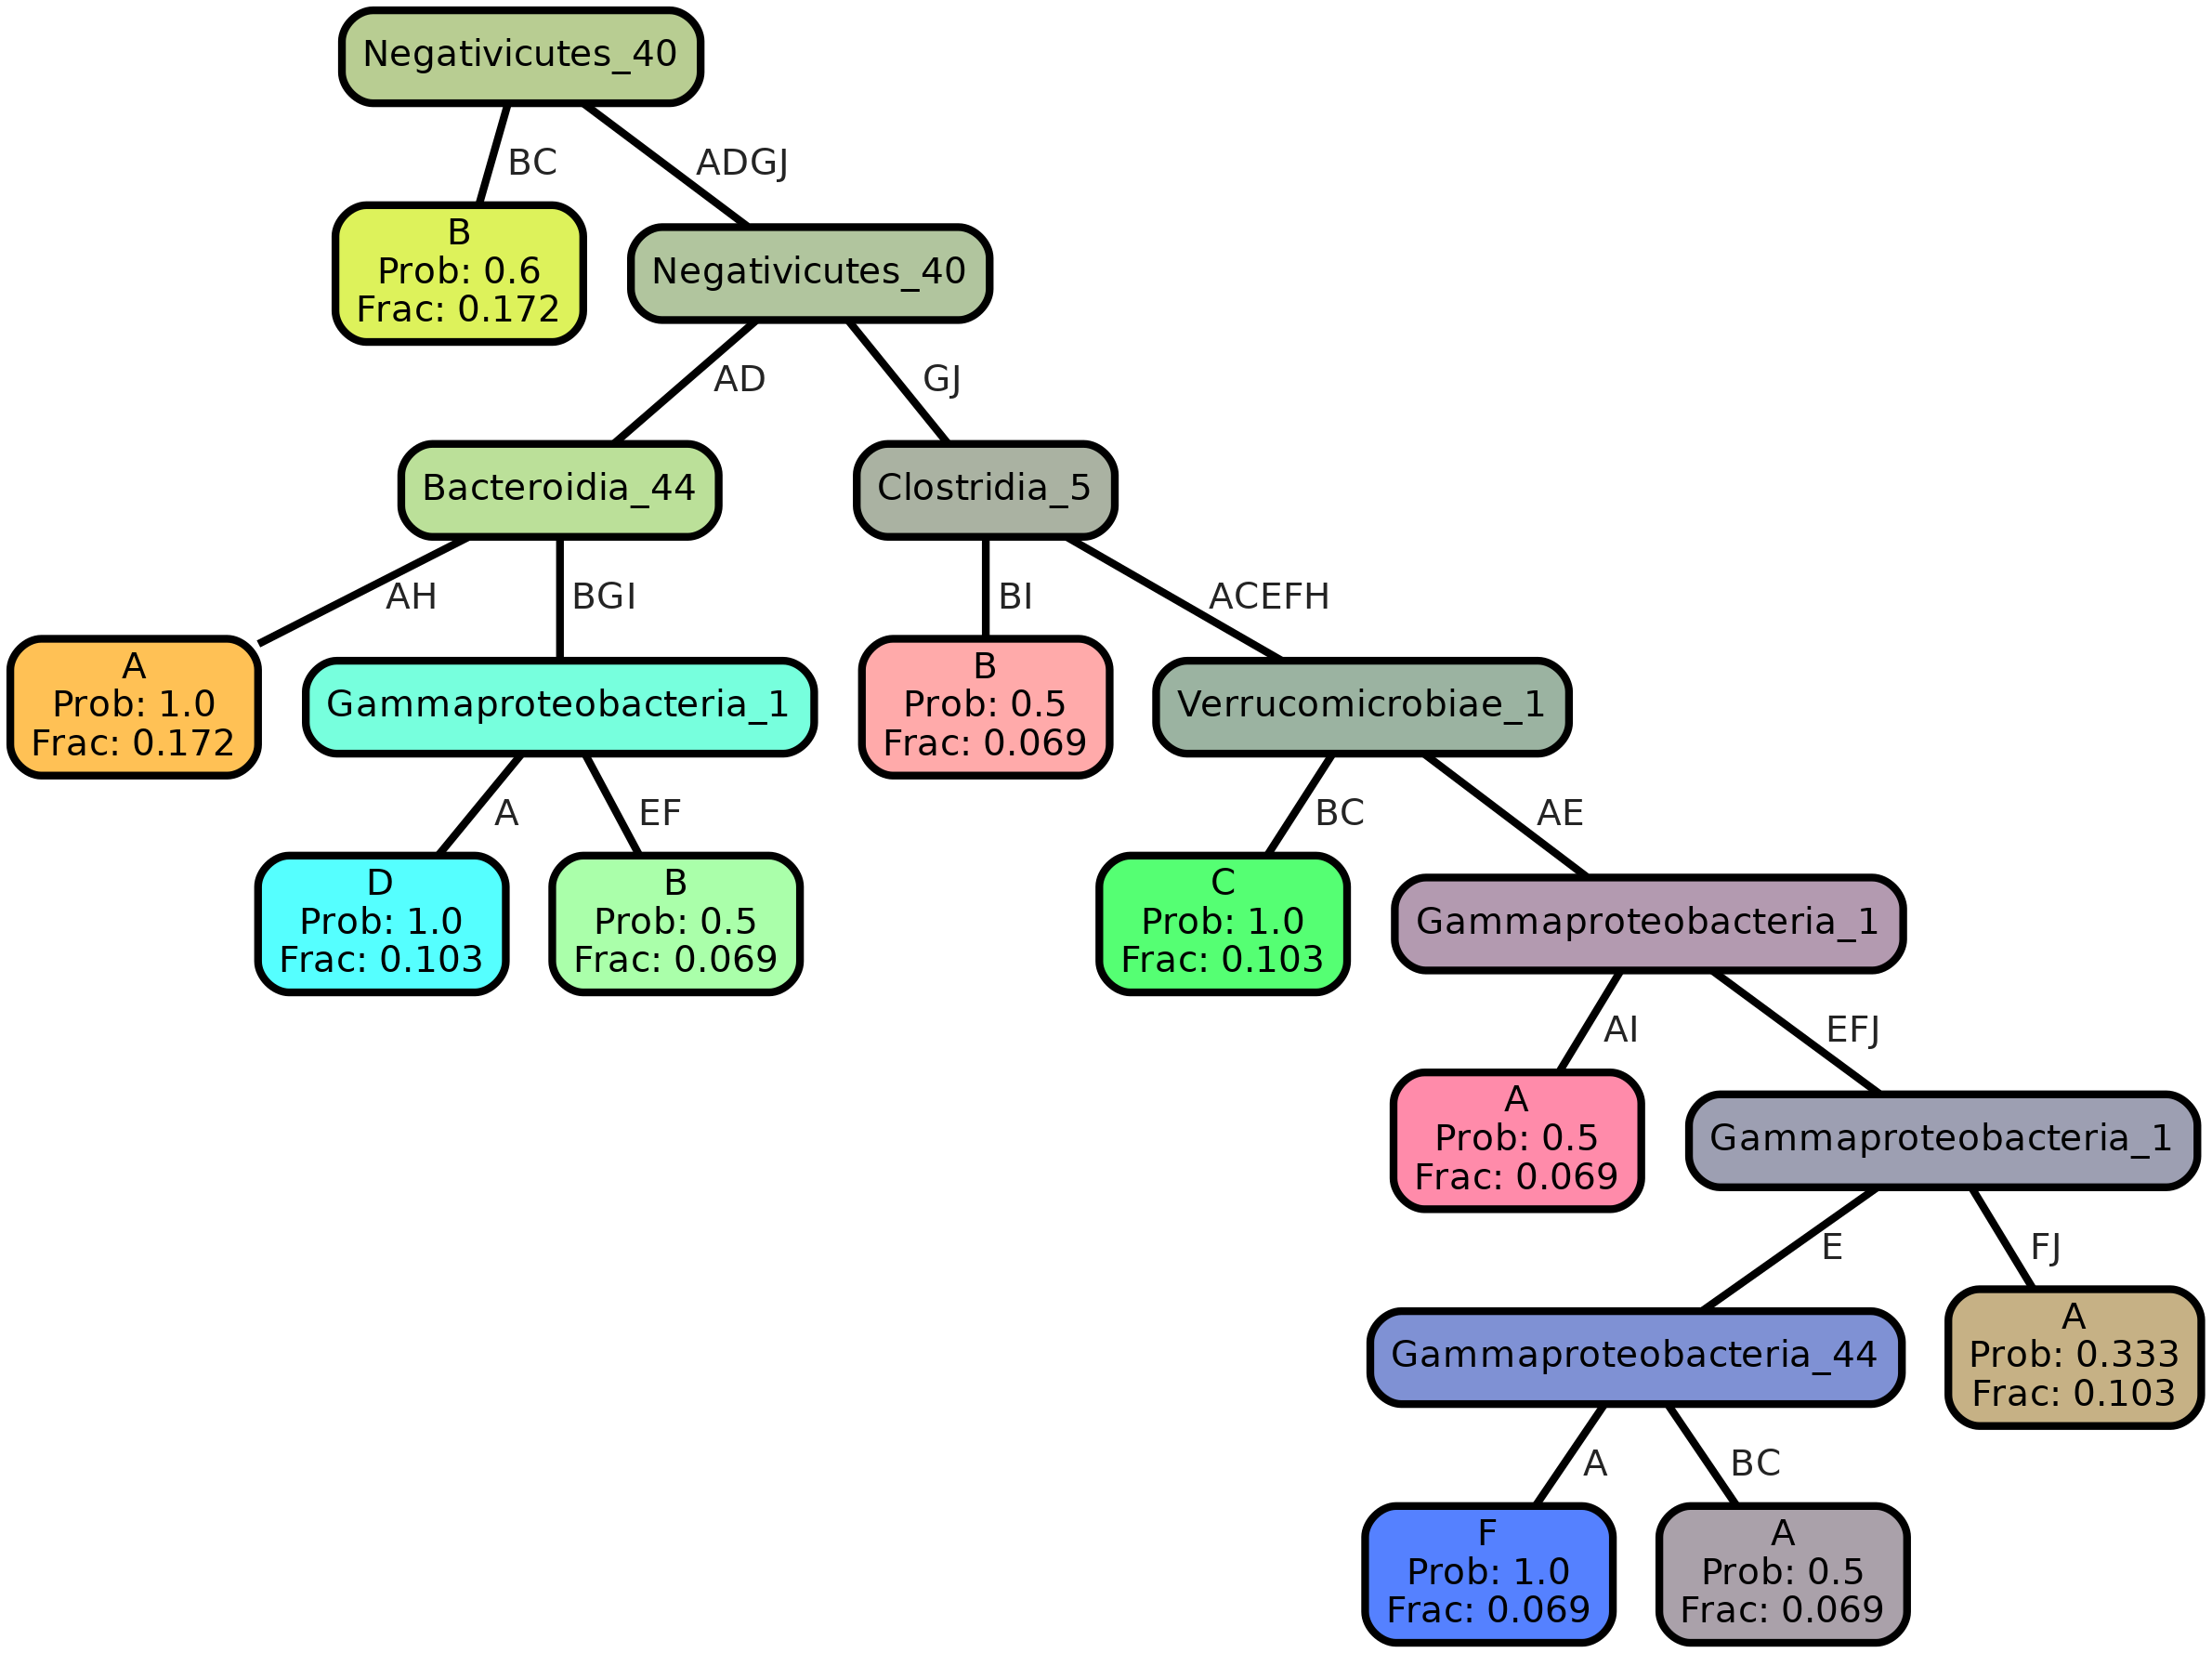 Negativicutes_40
BC
ADGJ
B
Prob: 0.6
Frac: 0.172
Negativicutes_40
AD
GJ
Bacteroidia_44
Clostridia_5
AH
BGI
BI
ACEFH
A
Prob: 1.0
Frac: 0.172
Gammaproteobacteria_1
B
Prob: 0.5
Frac: 0.069
Verrucomicrobiae_1
A
EF
BC
AE
D
Prob: 1.0
Frac: 0.103
B
Prob: 0.5
Frac: 0.069
C
Prob: 1.0
Frac: 0.103
Gammaproteobacteria_1
AI
EFJ
A
Prob: 0.5
Frac: 0.069
Gammaproteobacteria_1
E
FJ
Gammaproteobacteria_44
A
Prob: 0.333
Frac: 0.103
A
BC
F
Prob: 1.0
Frac: 0.069
A
Prob: 0.5
Frac: 0.069